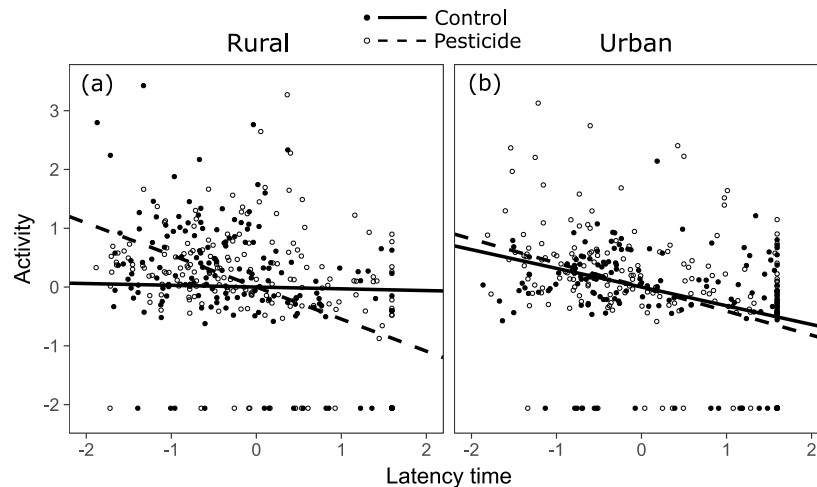 Control
Pesticide
Rural
Urban
(a)
(b)
3
2
1
0
-1
-2
Activity
-2 -1 0 1 2
-2 -1 0 1 2
Latency time